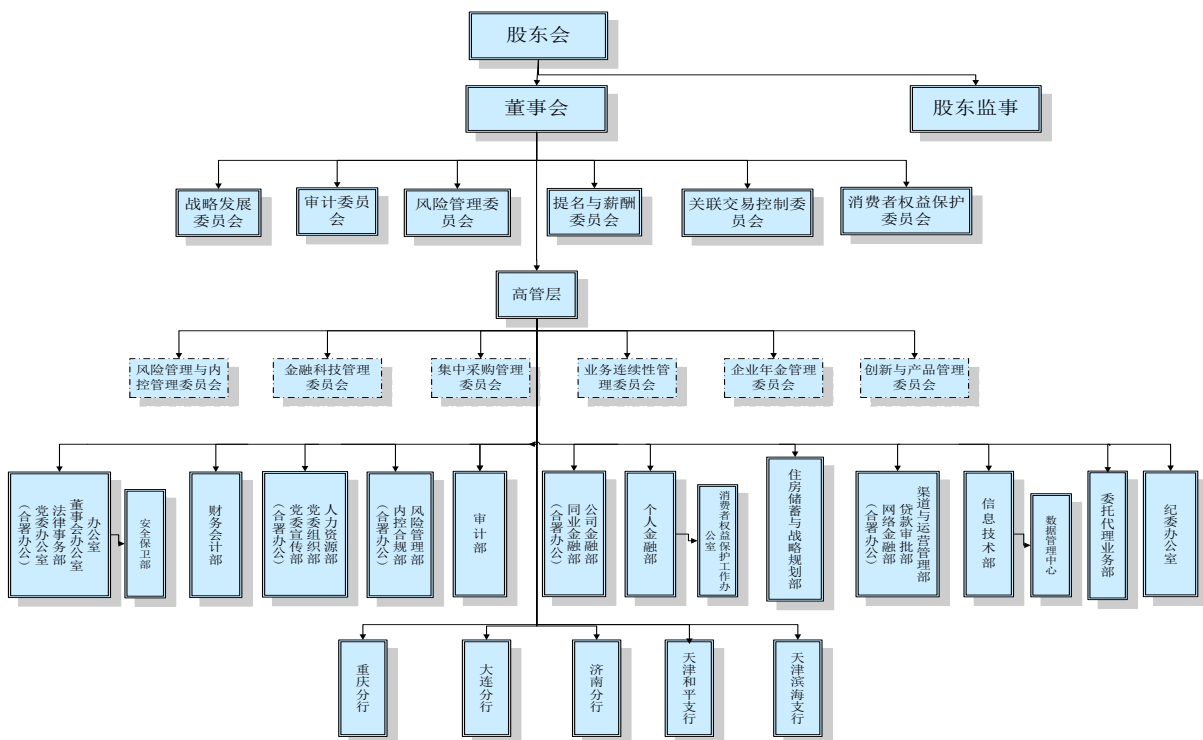 股东会
董事会
股东监事
战略发展
委员会
审计委员
会
风险管理委
员会
提名与薪酬
委员会
关联交易控制委
员会
消费者权益保护
委员会
高管层
风险管理与内
控管理委员会
金融科技管理
委员会
集中采购管理
委员会
业务连续性管
理委员会
企业年金管理
委员会
创新与产品管理
委员会
办公室
董事会办公室
法律事务部
党委办公室
（合署办公）
安全保卫部
财务会计部
人力资源部
党委组织部
党委宣传部
（合署办公）
风险管理部
内控合规部
（合署办公）
审计部
公司金融部
同业金融部
（合署办公）
个人金融部
消费者权益保护工作办
公室
住房储蓄与战略规划部
渠道与运营管理部
贷款审批部
网络金融部
（合署办公）
信息技术部
数据管理中心
委托代理业务部
纪委办公室
重庆分行
大连分行
济南分行
天津和平支行
天津滨海支行